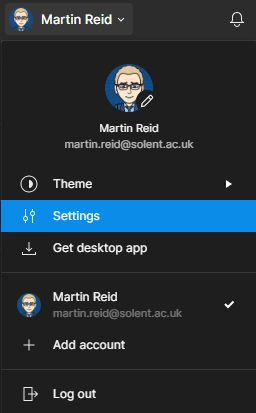 Martin Reid
Martin Reid
martin.reid@solent.ac.uk
Theme
Settings
Get desktop app
Martin Reid
martin.reid@solent.ac.uk
Add account
Log out